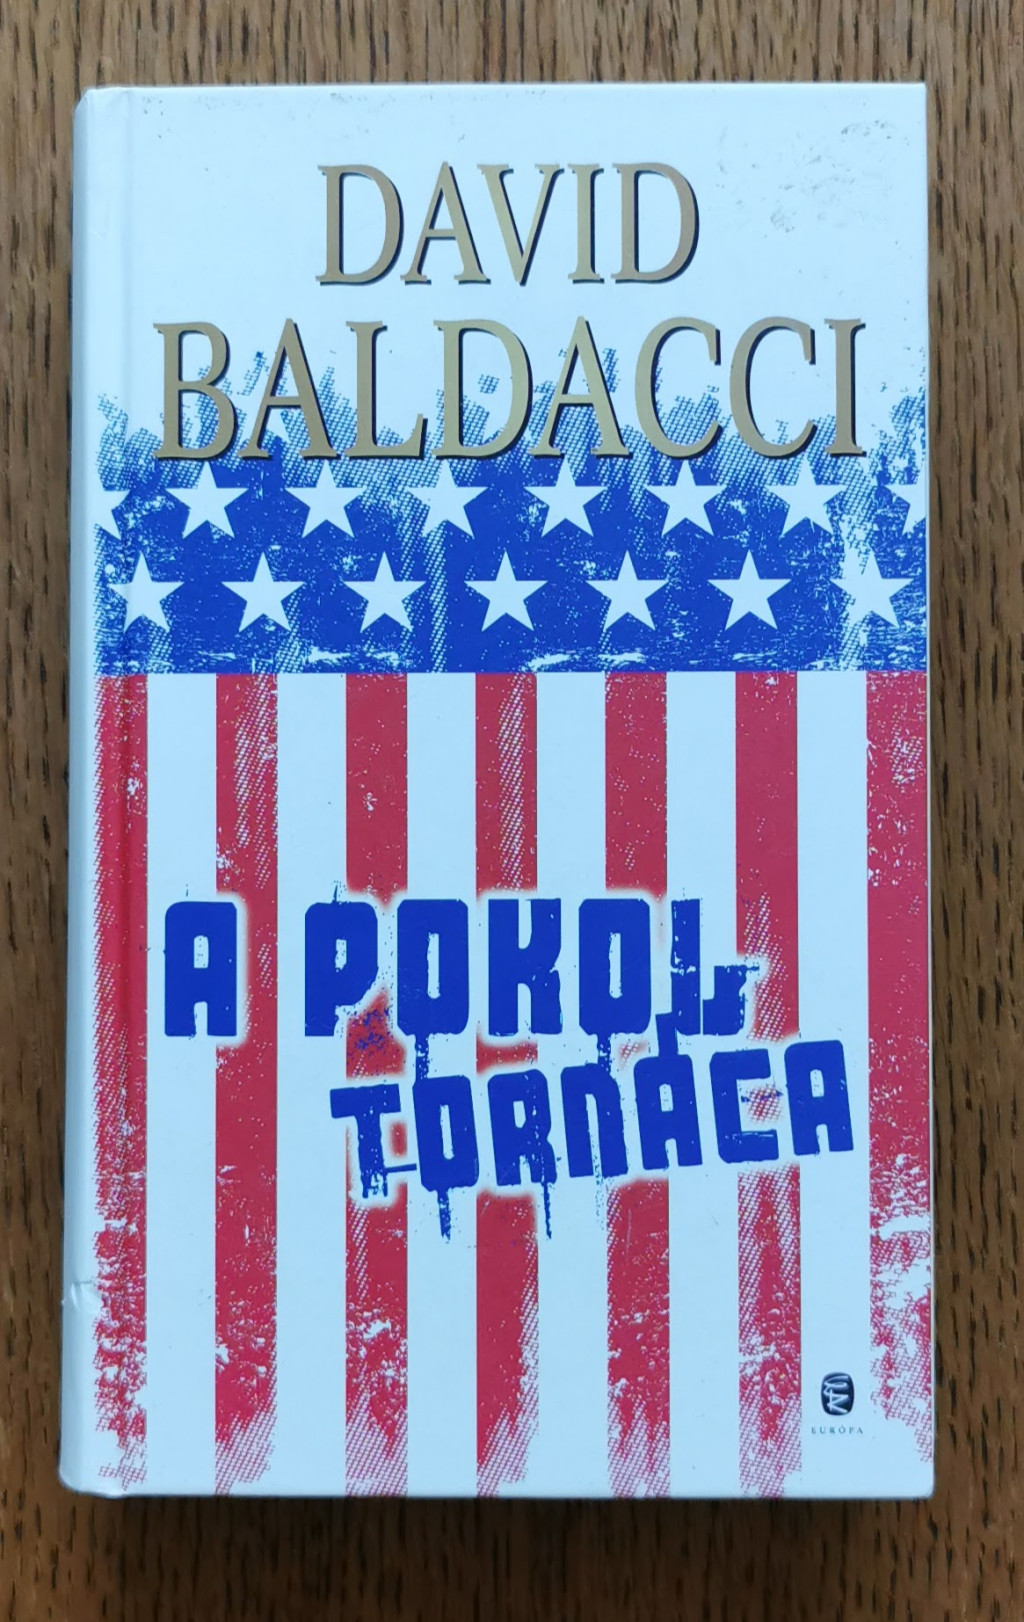 DAVID
BALDACCI
A POKOL
TORNÁCA
EURÓPA